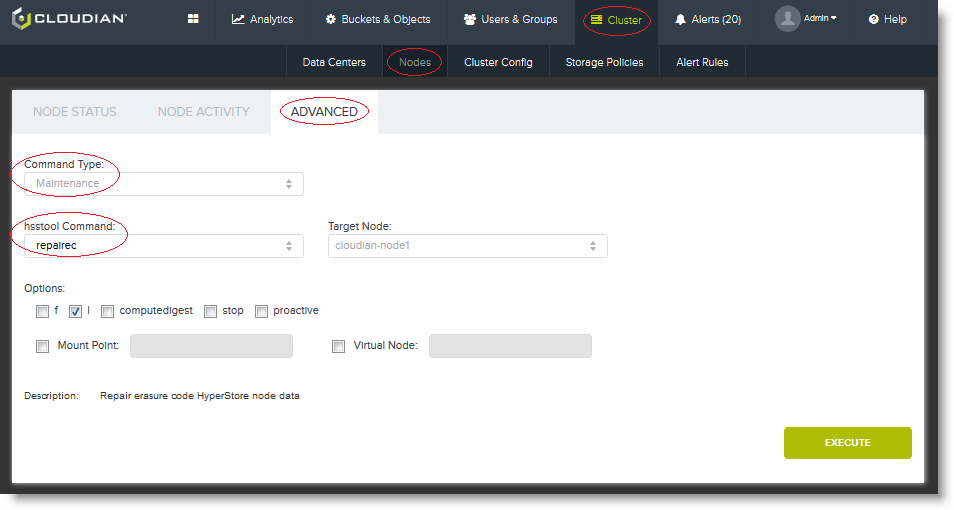 CLOUDIAN
Analytics Buckets & Objects Users & Groups Cluster Alerts (20) Admin Help
Data Centers Nodes Cluster Config Storage Policies Alert Rules
NODE STATUS NODE ACTIVITY ADVANCED
Command Type:
Maintenance
hsstool Command: Target Node:
repairec cloudian-node1
Options:
f l computedigest stop proactive
Mount Point: Virtual Node:
Description: Repair erasure code HyperStore node data
EXECUTE